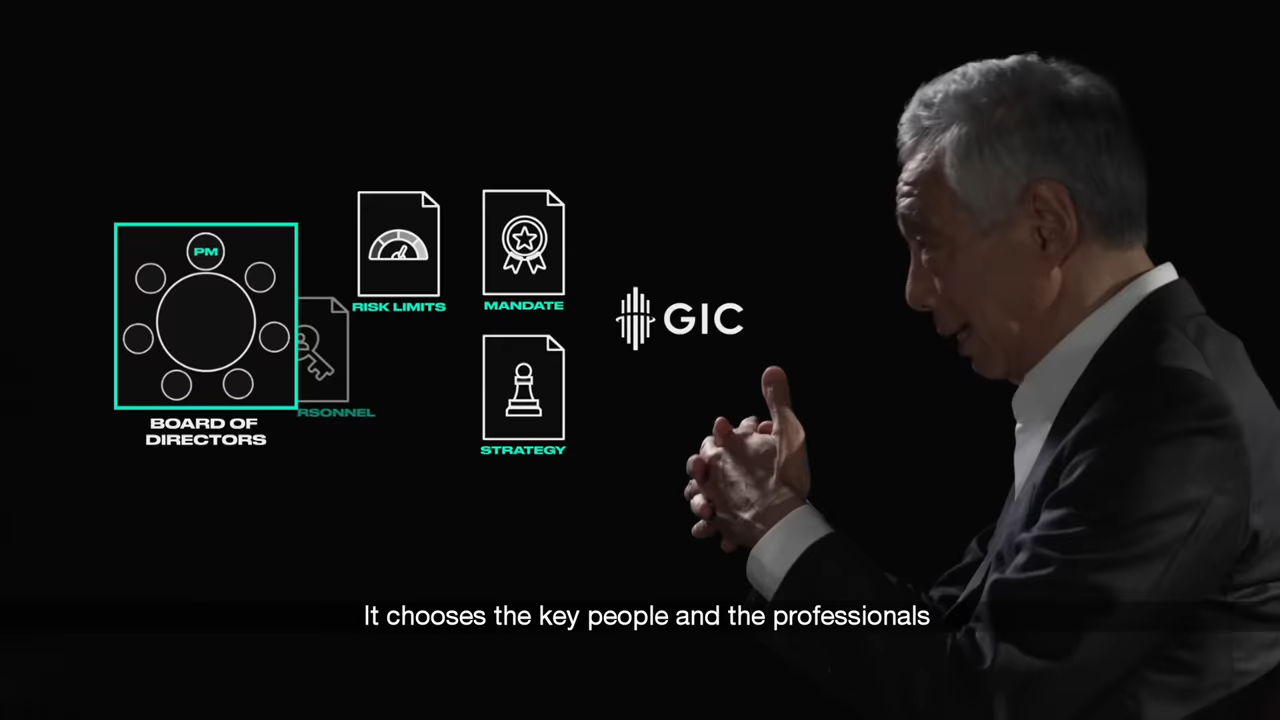 PM
RISK LIMITS
MANDATE
GIC
RSONNEL
BOARD OF
DIRECTORS
STRATEGY
It chooses the key people and the professionals